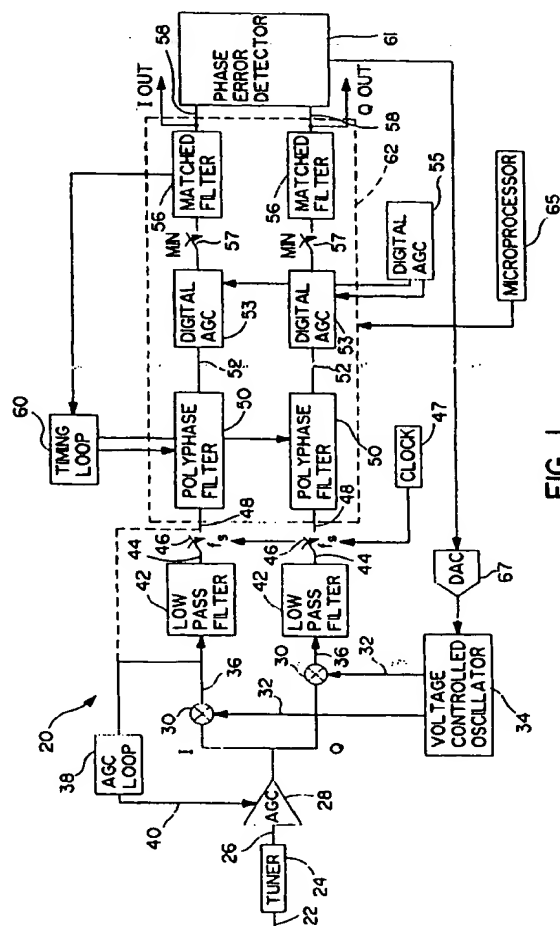 60
TIMING
LOOP
20
38
AGC LOOP
40
36
30
I
22
TUNER
24
26
AGC
28
Q
32
42
LOW PASS
FILTER
44
46
fs
48
POLYPHASE
FILTER
50
52
DIGITAL
AGC
53
MIN
57
MATCHED
FILTER
56
58
I OUT
PHASE ERROR
DETECTOR
61
30
36
32
42
LOW PASS
FILTER
44
46
fs
48
POLYPHASE
FILTER
50
52
DIGITAL
AGC
53
MIN
57
MATCHED
FILTER
56
58
Q OUT
62
DIGITAL
AGC
55
CLOCK
47
MICROPROCESSOR
65
VOLTAGE
CONTROLLED
OSCILLATOR
34
DAC
67
FIG. 1